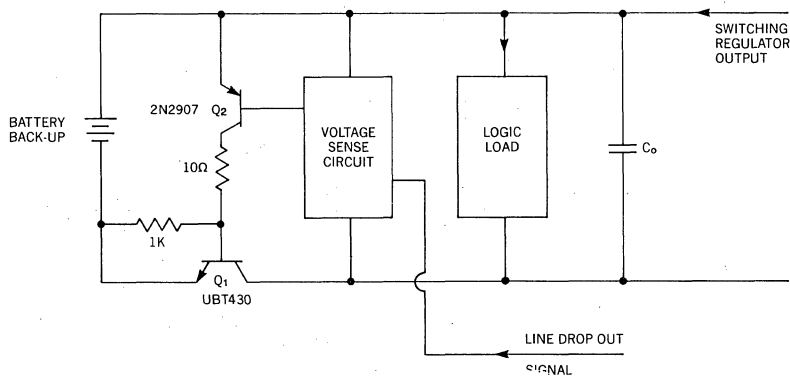 SWITCHING
REGULATOR
OUTPUT
BATTERY
BACK-UP
2N2907 Q2
VOLTAGE
SENSE
CIRCUIT
LOGIC
LOAD
Co
10Ω
1K
Q1
UBT430
LINE DROP OUT
SIGNAL